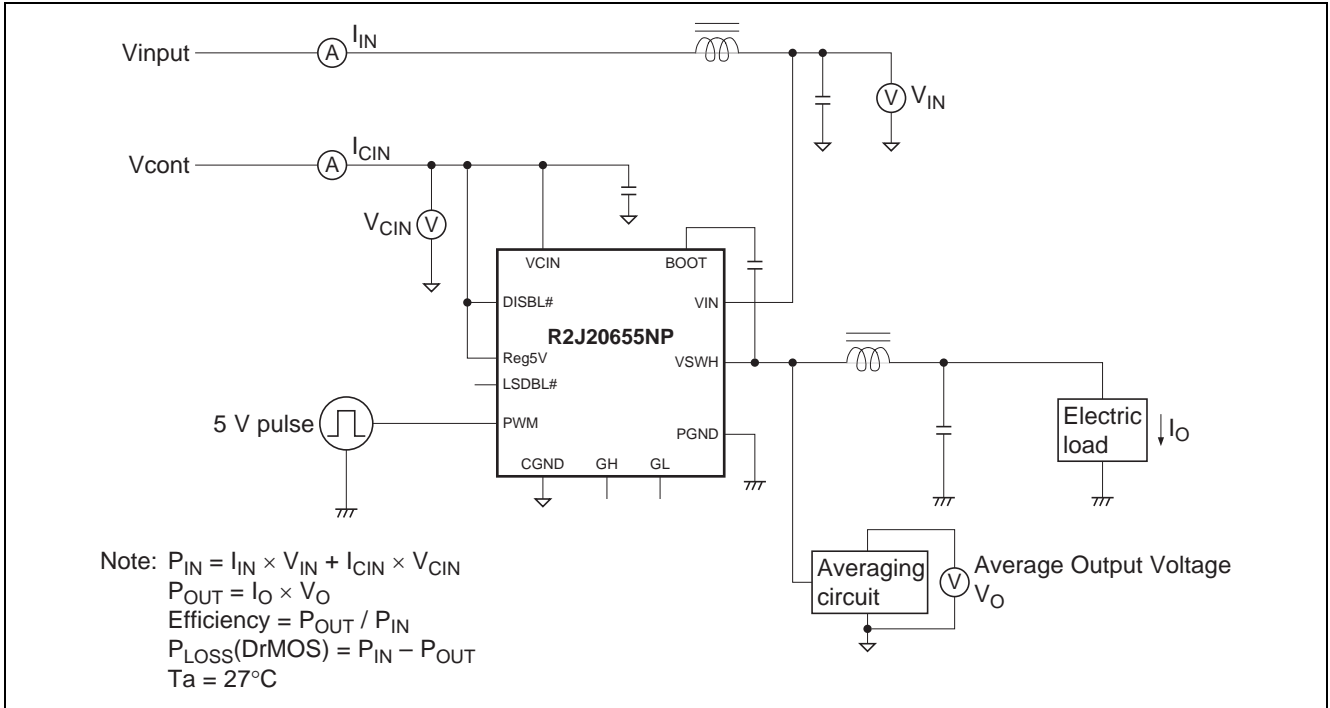 Vinput
A
I_IN
V
V_IN
Vcont
A
I_CIN
V_CIN
V
VCIN
BOOT
DISBL#
VIN
R2J20655NP
Reg5V
VSWH
LSDBL#
5 V pulse
PWM
PGND
Electric
load
I_O
CGND
GH
GL
Averaging
circuit
V
Average Output Voltage
V_O
Note: P_IN = I_IN × V_IN + I_CIN × V_CIN
P_OUT = I_O × V_O
Efficiency = P_OUT / P_IN
P_LOSS(DrMOS) = P_IN – P_OUT
Ta = 27°C